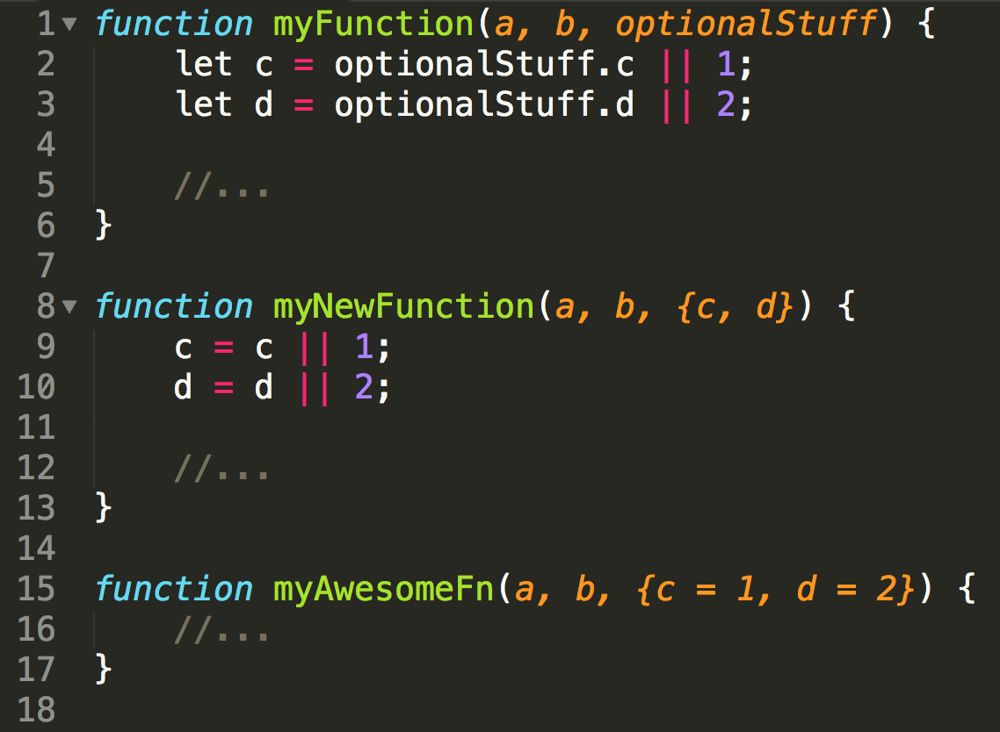 1 function myFunction(a, b, optionalStuff) {
2     let c = optionalStuff.c || 1;
3     let d = optionalStuff.d || 2;
4
5     //...
6 }
7
8 function myNewFunction(a, b, {c, d}) {
9     c = c || 1;
10     d = d || 2;
11
12     //...
13 }
14
15 function myAwesomeFn(a, b, {c = 1, d = 2}) {
16     //...
17 }
18